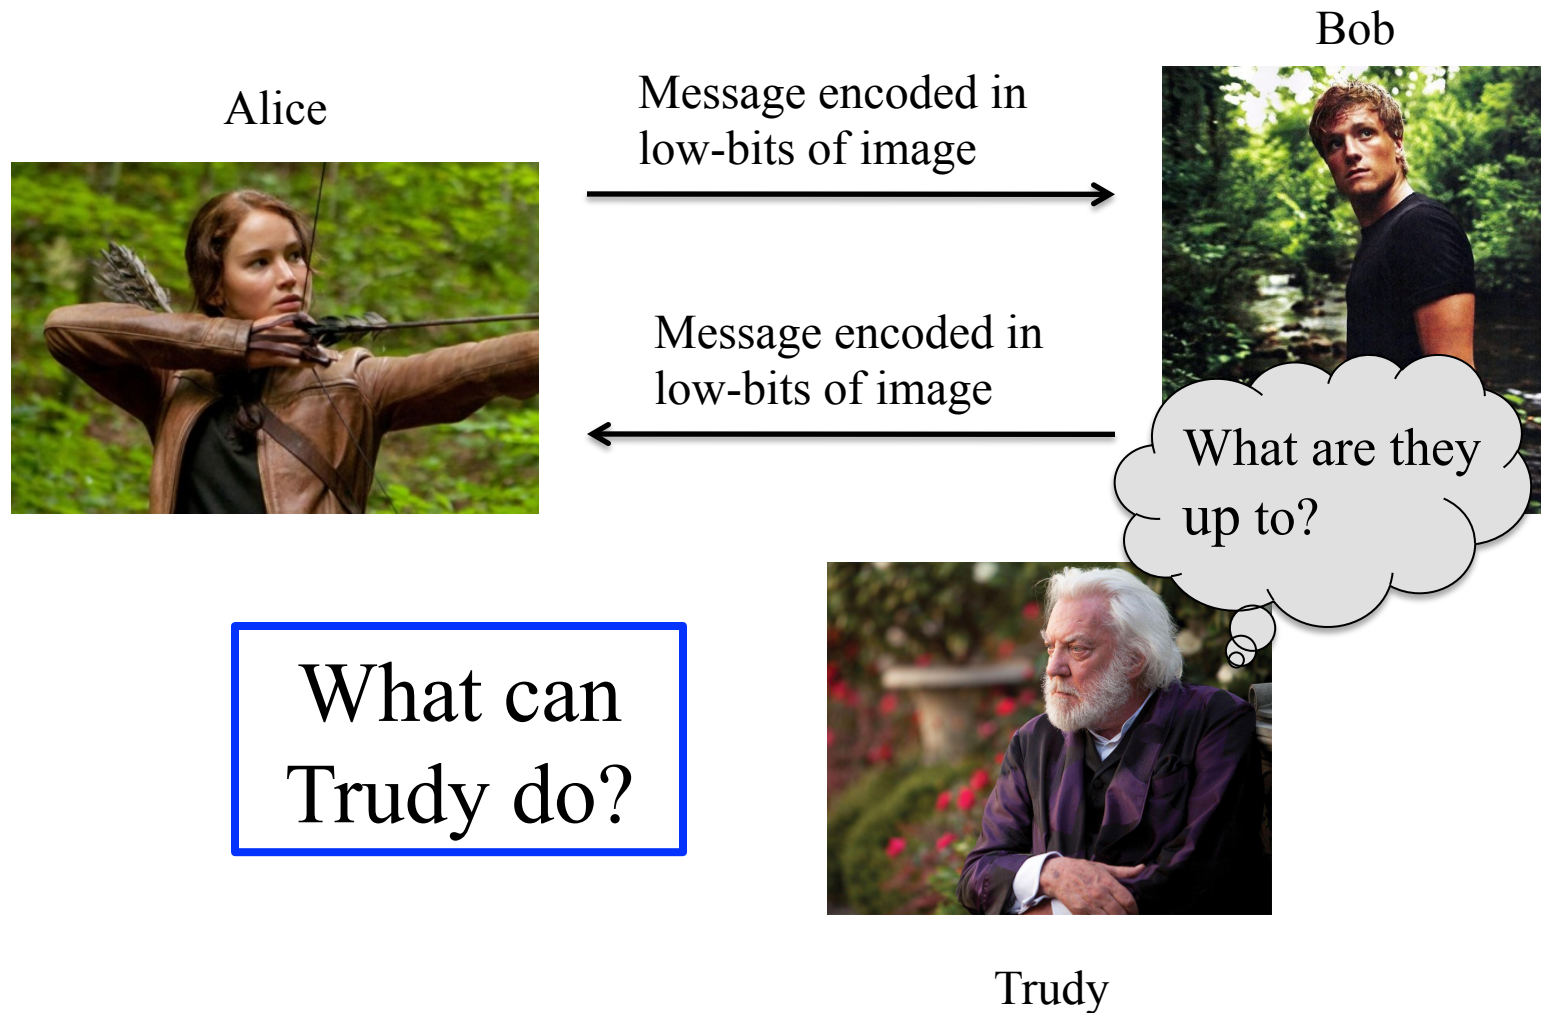 Bob
Alice
Message encoded in
low-bits of image
Message encoded in
low-bits of image
What are they
up to?
What can
Trudy do?
Trudy